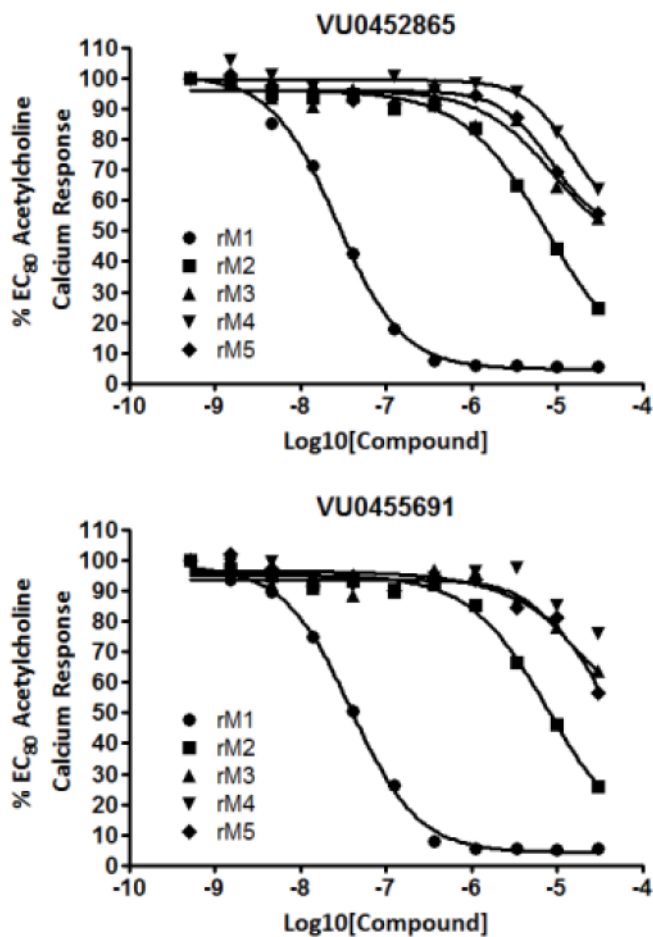 VU0452865
% EC80 Acetylcholine
Calcium Response
110
100
90
80
70
60
50
40
30
20
10
0
rM1
rM2
rM3
rM4
rM5
-10 -9 -8 -7 -6 -5 -4
Log10[Compound]
VU0455691
% EC80 Acetylcholine
Calcium Response
110
100
90
80
70
60
50
40
30
20
10
0
rM1
rM2
rM3
rM4
rM5
-10 -9 -8 -7 -6 -5 -4
Log10[Compound]